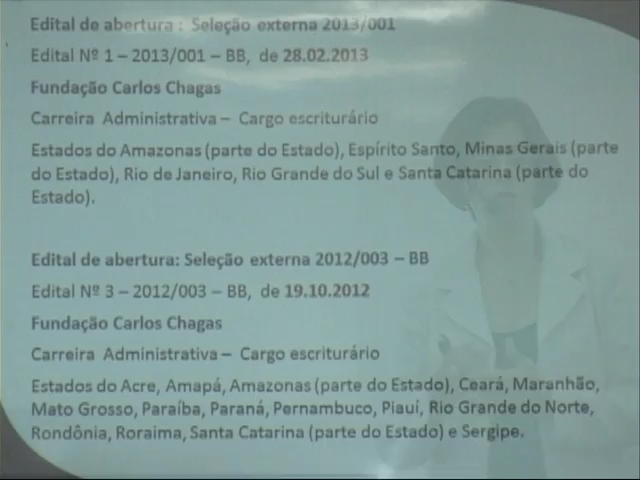 Edital de abertura : Seleção externa 2013/001
Edital Nº 1 – 2013/001 – BB, de 28.02.2013
Fundação Carlos Chagas
Carreira Administrativa – Cargo escriturário
Estados do Amazonas (parte do Estado), Espírito Santo, Minas Gerais (parte
do Estado), Rio de Janeiro, Rio Grande do Sul e Santa Catarina (parte do
Estado).
Edital de abertura: Seleção externa 2012/003 – BB
Edital Nº 3 – 2012/003 – BB, de 19.10.2012
Fundação Carlos Chagas
Carreira Administrativa – Cargo escriturário
Estados do Acre, Amapá, Amazonas (parte do Estado), Ceará, Maranhão,
Mato Grosso, Paraíba, Paraná, Pernambuco, Piauí, Rio Grande do Norte,
Rondônia, Roraima, Santa Catarina (parte do Estado) e Sergipe.